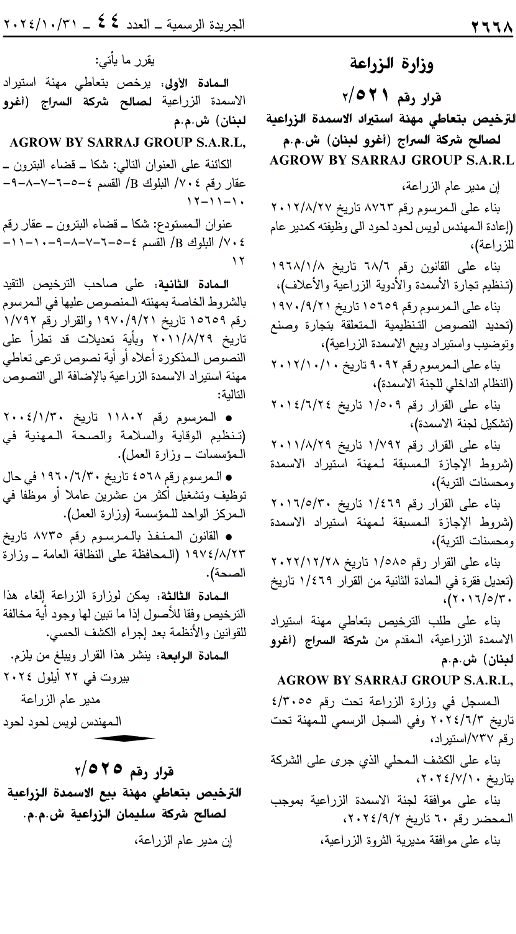 ٢٦٦٨
الجريدة الرسمية ــ العدد ٤٤ ــ ٢٠٢٤/١٠/٣١
وزارة الزراعة
قرار رقم ٢/٥٢١
الترخيص بتعاطي مهنة استيراد الاسمدة الزراعية
لصالح شركة السراج (اغرو لبنان) ش.م.م
AGROW BY SARRAJ GROUP S.A.R.L
إن مدير عام الزراعة،
بناء على المرسوم رقم ٨٧٦٣ تاريخ ٢٠١٢/٨/٢٧
(إعادة المهندس لويس لحود لحود الى وظيفته كمدير عام
للزراعة)،
بناء على القانون رقم ٦٨/٦ تاريخ ١٩٦٨/١/٨
(تنظيم تجارة الأسمدة والأدوية الزراعية والأعلاف)،
بناء على المرسوم رقم ١٥٦٥٩ تاريخ ١٩٧٠/٩/٢١
(تحديد النصوص التنظيمية المتعلقة بتجارة وصنع
وتوضيب واستيراد وبيع الاسمدة الزراعية)،
بناء على المرسوم رقم ٩٠٩٢ تاريخ ٢٠١٢/١٠/١٠
(النظام الداخلي للجنة الاسمدة)،
بناء على القرار رقم ١/٥٠٩ تاريخ ٢٠١٤/٦/٢٤
(تشكيل لجنة الاسمدة)،
بناء على القرار رقم ١/٧٩٢ تاريخ ٢٠١١/٨/٢٩
(شروط الإجازة المسبقة لمهنة استيراد الاسمدة
ومحسنات التربة)،
بناء على القرار رقم ١/٤٦٩ تاريخ ٢٠١٦/٥/٣٠
(شروط الإجازة المسبقة لمهنة استيراد الاسمدة
ومحسنات التربة)،
بناء على القرار رقم ١/٥٨٥ تاريخ ٢٠٢٢/١٢/٢٨
(تعديل فقرة في المادة الثانية من القرار ١/٤٦٩ تاريخ
٢٠١٦/٥/٣٠)،
بناء على طلب الترخيص بتعاطي مهنة استيراد
الاسمدة الزراعية، المقدم من شركة السراج (اغرو
لبنان) ش.م.م
AGROW BY SARRAJ GROUP S.A.R.L,
المسجل في وزارة الزراعة تحت رقم ٤/٣٠٥٥
تاريخ ٢٠٢٤/٦/٣ وفي السجل الرسمي للمهنة تحت
رقم ٧٣٧/استيراد،
بناء على الكشف المحلي الذي جرى على الشركة
بتاريخ ٢٠٢٤/٧/١٠،
بناء على موافقة لجنة الاسمدة الزراعية بموجب
المحضر رقم ٦٠ تاريخ ٢٠٢٤/٩/٢،
بناء على موافقة مديرية الثروة الزراعية،
يقرر ما يأتي:
المادة الأولى: يرخص بتعاطي مهنة استيراد
الاسمدة الزراعية لصالح شركة السراج (اغرو
لبنان) ش.م.م
AGROW BY SARRAJ GROUP S.A.R.L,
الكائنة على العنوان التالي: شكا ــ قضاء البترون ــ
عقار رقم ٧٠٤/ البلوك B/ القسم ٤-٥-٦-٧-٨-٩-
١٠-١١-١٢
عنوان المستودع: شكا ــ قضاء البترون ــ عقار رقم
٧٠٤/ البلوك B/ القسم ٤-٥-٦-٧-٨-٩-١٠-١١-
١٢
المادة الثانية: على صاحب الترخيص التقيد
بالشروط الخاصة بمهنته المنصوص عليها في المرسوم
رقم ١٥٦٥٩ تاريخ ١٩٧٠/٩/٢١ والقرار رقم ١/٧٩٢
تاريخ ٢٠١١/٨/٢٩ وبأية تعديلات قد تطرأ على
النصوص المذكورة أعلاه أو أية نصوص ترعى تعاطي
مهنة استيراد الاسمدة الزراعية بالإضافة الى النصوص
التالية:
• المرسوم رقم ١١٨٠٢ تاريخ ٢٠٠٤/١/٣٠
(تنظيم الوقاية والسلامة والصحة المهنية في
المؤسسات ــ وزارة العمل).
• المرسوم رقم ٤٥٦٨ تاريخ ١٩٦٠/٦/٣٠ في حال
توظيف وتشغيل أكثر من عشرين عاملا أو موظفا في
المركز الواحد للمؤسسة (وزارة العمل).
• القانون المنفذ بالمرسوم رقم ٨٧٣٥ تاريخ
١٩٧٤/٨/٢٣ (المحافظة على النظافة العامة ــ وزارة
الصحة).
المادة الثالثة: يمكن لوزارة الزراعة إلغاء هذا
الترخيص وفقا للأصول إذا ما تبين لها وجود أية مخالفة
للقوانين والأنظمة بعد إجراء الكشف الحسي.
المادة الرابعة: ينشر هذا القرار ويبلغ من يلزم.
بيروت في ٢٢ أيلول ٢٠٢٤
مدير عام الزراعة
المهندس لويس لحود لحود
قرار رقم ٢/٥٢٥
الترخيص بتعاطي مهنة بيع الاسمدة الزراعية
لصالح شركة سليمان الزراعية ش.م.م.
إن مدير عام الزراعة،